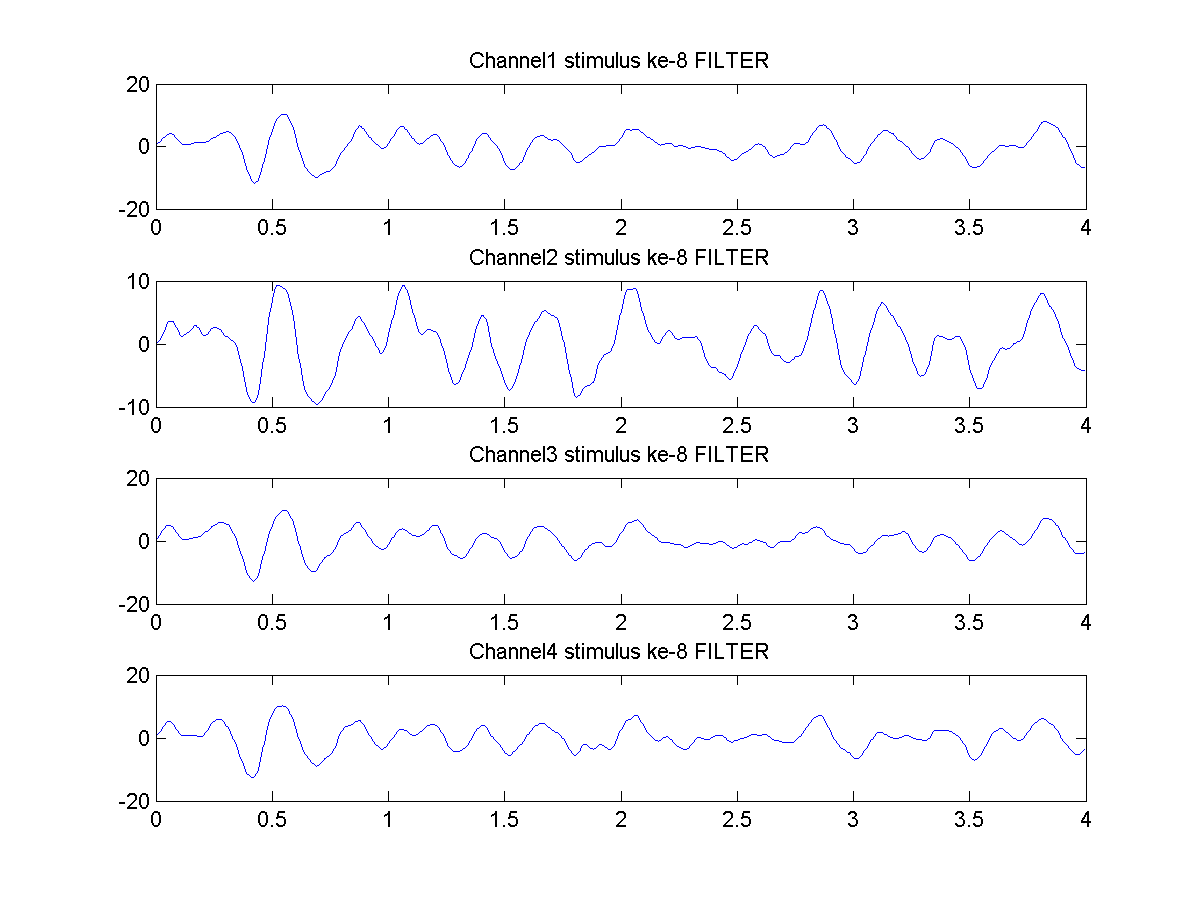 Channel1 stimulus ke-8 FILTER
20
0
-20
0 0.5 1 1.5 2 2.5 3 3.5 4
Channel2 stimulus ke-8 FILTER
10
0
-10
0 0.5 1 1.5 2 2.5 3 3.5 4
Channel3 stimulus ke-8 FILTER
20
0
-20
0 0.5 1 1.5 2 2.5 3 3.5 4
Channel4 stimulus ke-8 FILTER
20
0
-20
0 0.5 1 1.5 2 2.5 3 3.5 4